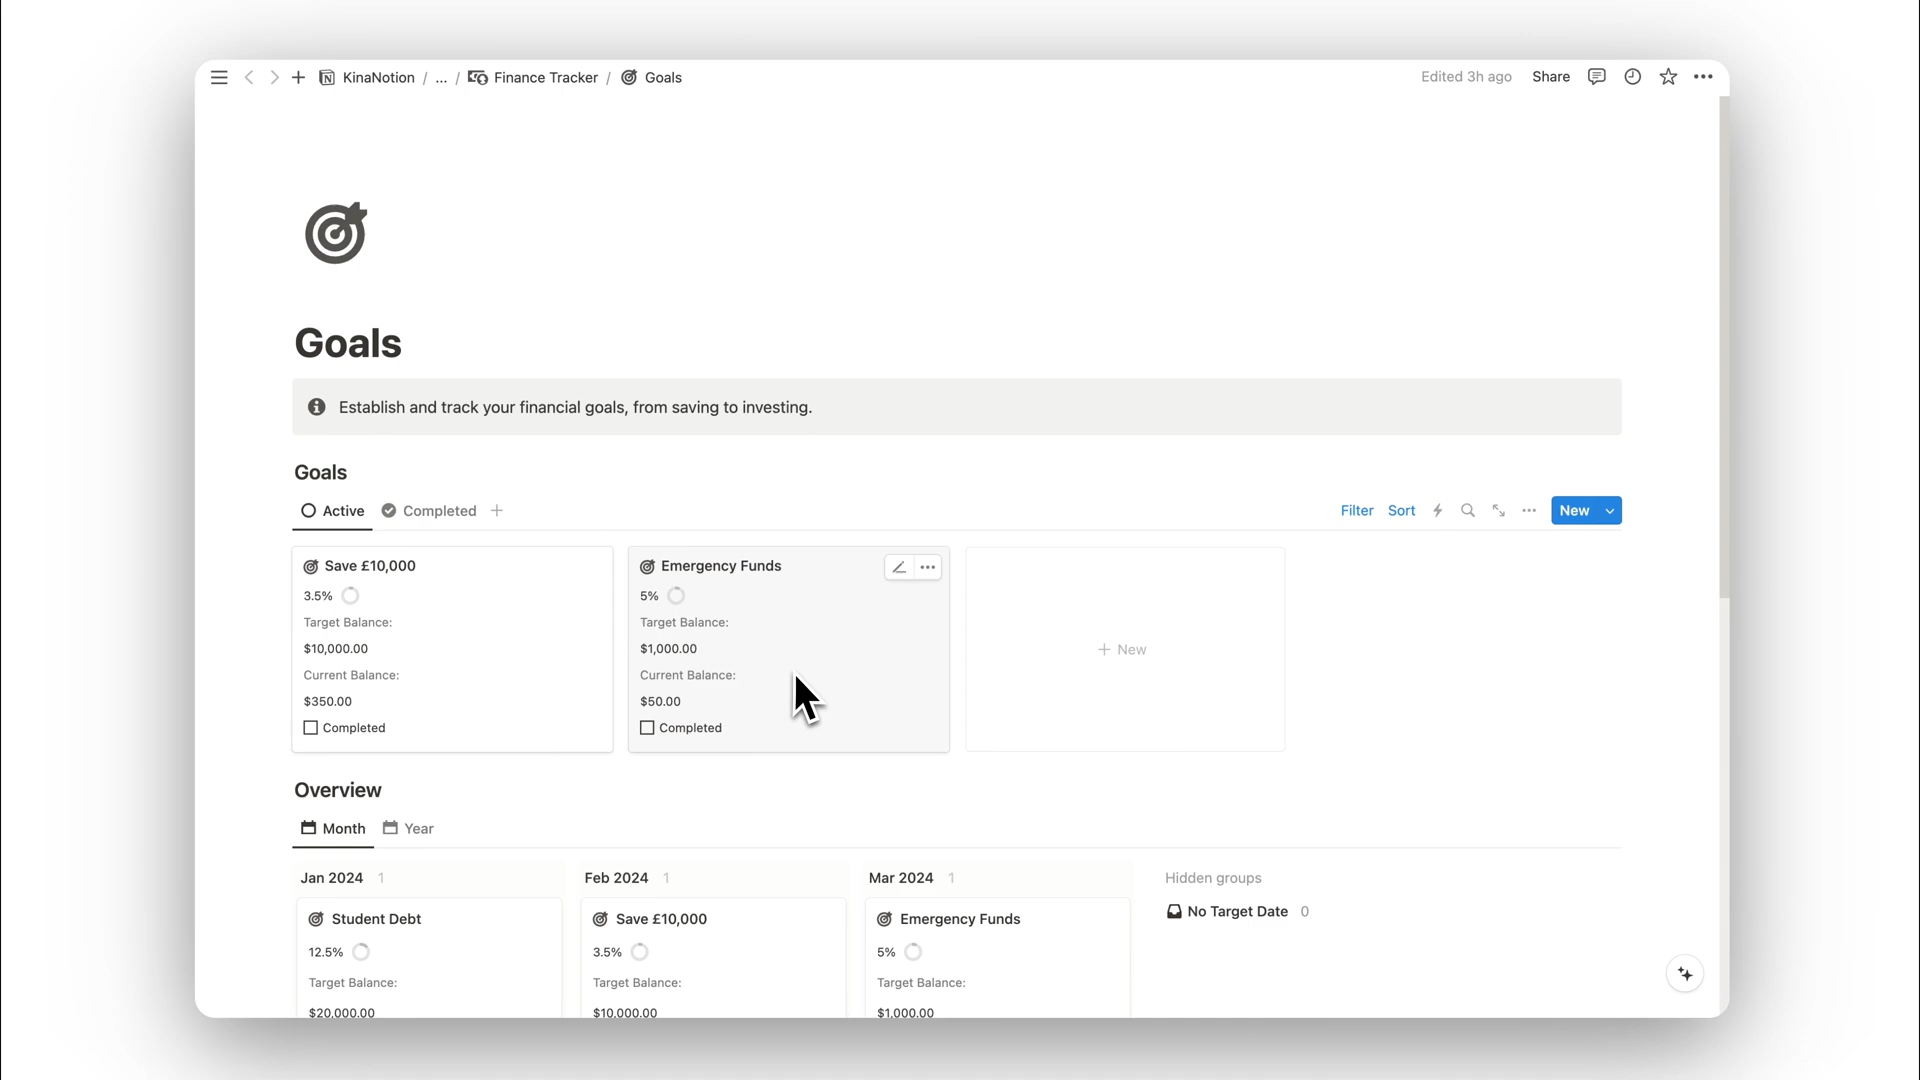 KinaNotion / ... / Finance Tracker / Goals
Edited 3h ago Share
Goals
Establish and track your financial goals, from saving to investing.
Goals
Active Completed
Filter Sort New
Save £10,000
3.5%
Target Balance:
$10,000.00
Current Balance:
$350.00
Completed
Emergency Funds
5%
Target Balance:
$1,000.00
Current Balance:
$50.00
Completed
+ New
Overview
Month Year
Jan 2024 1
Student Debt
12.5%
Target Balance:
$20,000.00
Feb 2024 1
Save £10,000
3.5%
Target Balance:
$10,000.00
Mar 2024 1
Emergency Funds
5%
Target Balance:
$1,000.00
Hidden groups
No Target Date 0